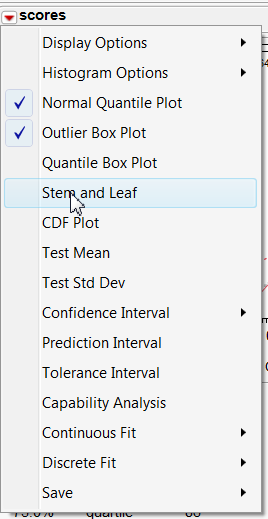 scores
Display Options
Histogram Options
Normal Quantile Plot
Outlier Box Plot
Quantile Box Plot
Stem and Leaf
CDF Plot
Test Mean
Test Std Dev
Confidence Interval
Prediction Interval
Tolerance Interval
Capability Analysis
Continuous Fit
Discrete Fit
Save
quartile